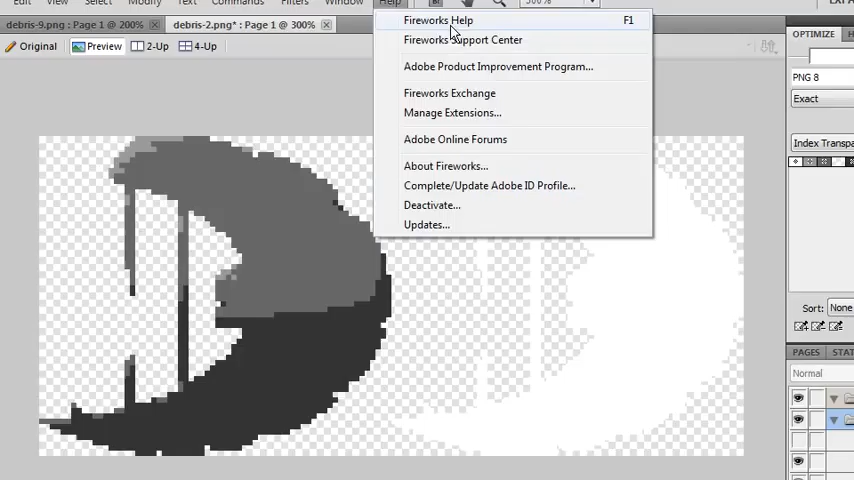 Edit View Select Modify Text Commands Filters Window Help
debris-9.png : Page 1 @ 200% debris-2.png* : Page 1 @ 300%
Original Preview 2-Up 4-Up
Fireworks Help F1
Fireworks Support Center
Adobe Product Improvement Program...
Fireworks Exchange
Manage Extensions...
Adobe Online Forums
About Fireworks...
Complete/Update Adobe ID Profile...
Deactivate...
Updates...
OPTIMIZE
PNG 8
Exact
Index Transpa
Sort: None
PAGES STAT
Normal